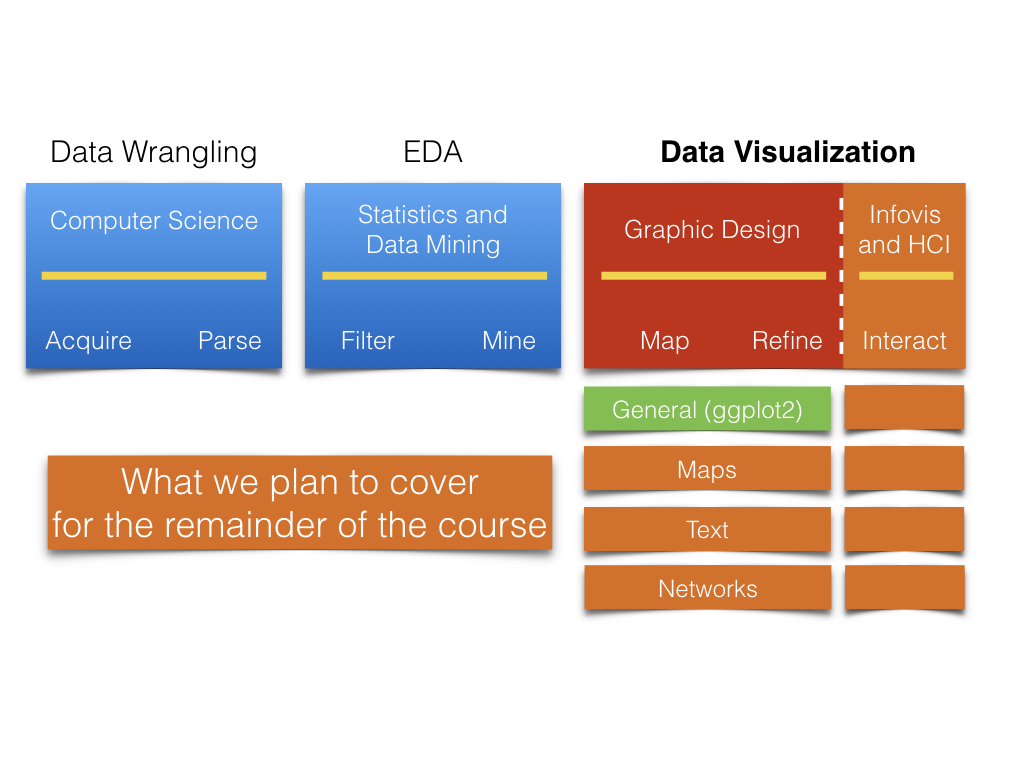 Data Wrangling
EDA
Data Visualization
Computer Science
Statistics and
Data Mining
Graphic Design
Infovis
and HCI
Acquire
Parse
Filter
Mine
Map
Refine
Interact
General (ggplot2)
Maps
Text
Networks
What we plan to cover
for the remainder of the course